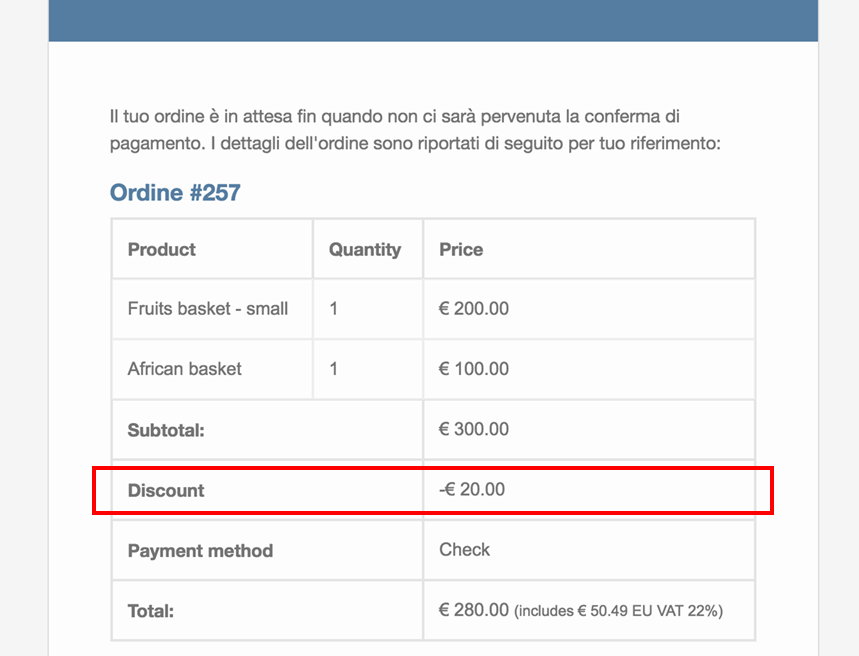 Il tuo ordine è in attesa fin quando non ci sarà pervenuta la conferma di
pagamento. I dettagli dell'ordine sono riportati di seguito per tuo riferimento:
Ordine #257
Product Quantity Price
Fruits basket - small 1 € 200.00
African basket 1 € 100.00
Subtotal: € 300.00
Discount -€ 20.00
Payment method Check
Total: € 280.00 (includes € 50.49 EU VAT 22%)